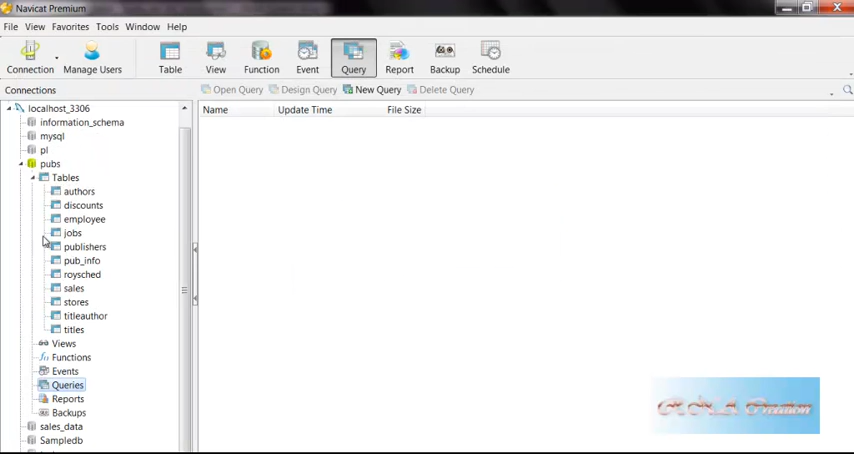 Navicat Premium
File View Favorites Tools Window Help
Connection Manage Users Table View Function Event Query Report Backup Schedule
Connections Open Query Design Query New Query Delete Query
Name Update Time File Size
localhost_3306
information_schema
mysql
pl
pubs
Tables
authors
discounts
employee
jobs
publishers
pub_info
roysched
sales
stores
titleauthor
titles
Views
Functions
Events
Queries
Reports
Backups
sales_data
Sampledb
Creation